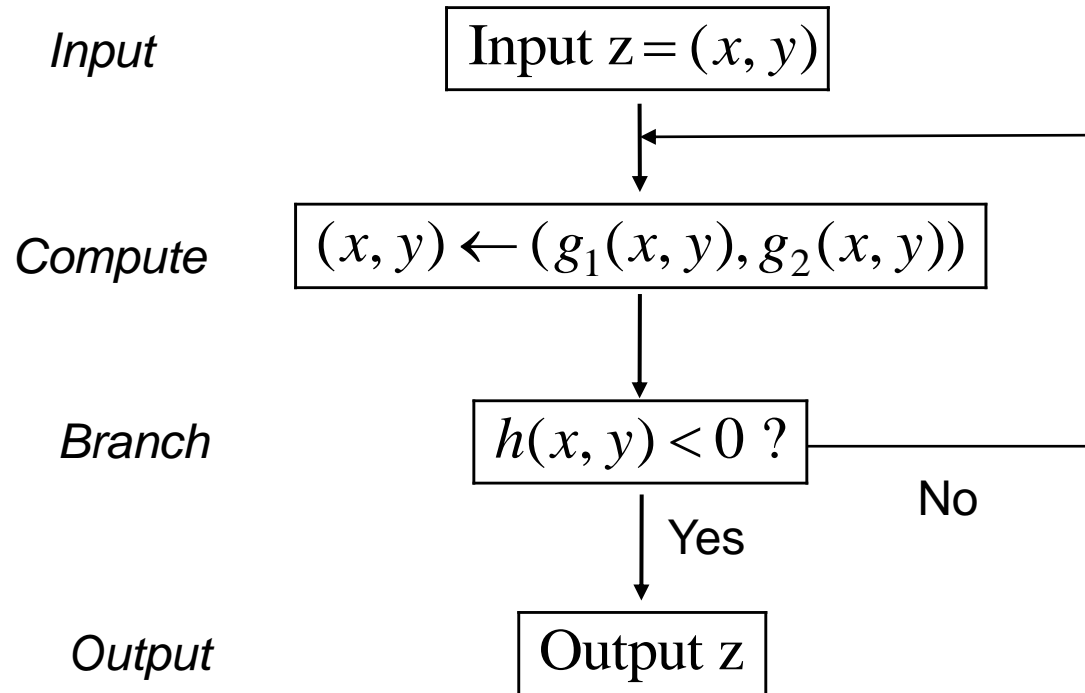 Input
Input z = (x, y)
Compute
(x, y) ← (g₁(x, y), g₂(x, y))
Branch
h(x, y) < 0 ?
No
Yes
Output
Output z